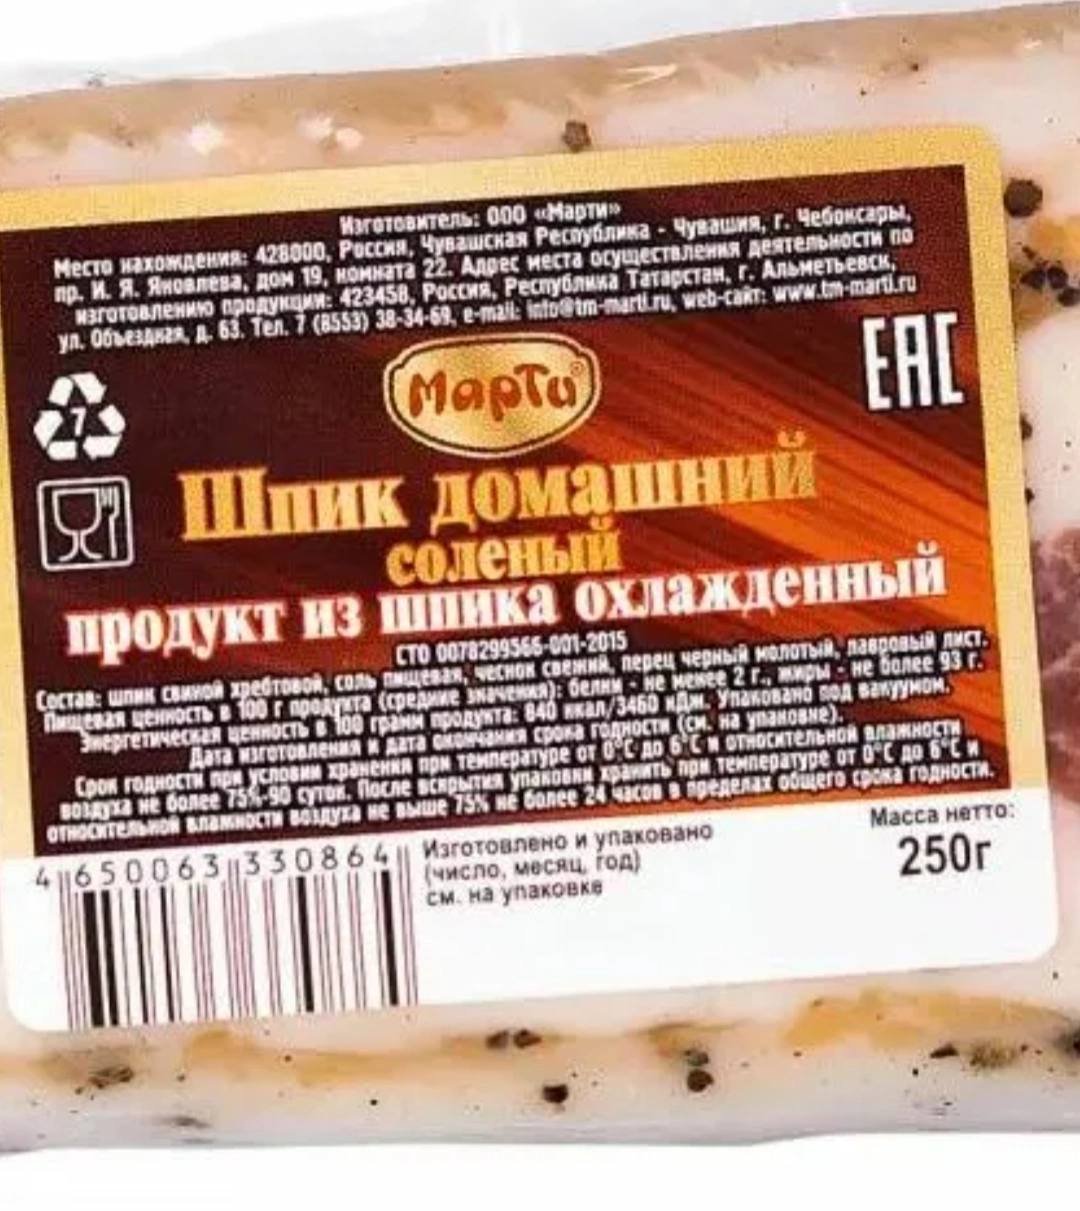 Изготовитель: ООО «Марти»
Место нахождения: 428000, Россия, Чувашская Республика - Чувашия, г. Чебоксары,
пр. И. Я. Яковлева, дом 19, комната 22. Адрес места осуществления деятельности по
изготовлению продукции: 423458, Россия, Республика Татарстан, г. Альметьевск,
ул. Объездная, д. 63. Тел. 7 (8553) 38-34-69, e-mail: info@tm-marti.ru, web-сайт: www.tm-marti.ru
ЕАС
7
МарТи®
Шпик домашний
соленый
продукт из шпика охлажденный
СТО 0078299566-001-2015
Состав: шпик свиной хребтовой, соль пищевая, чеснок свежий, перец черный молотый, лавровый лист.
Пищевая ценность в 100 г продукта (средние значения): белки - не менее 2 г., жиры - не более 93 г.
Энергетическая ценность в 100 грамм продукта: 840 ккал/3460 кДж. Упаковано под вакуумом.
Дата изготовления и дата окончания срока годности (см. на упаковке).
Срок годности при условии хранения при температуре от 0°С до 6°С и относительной влажности
воздуха не более 75%-90 суток. После вскрытия упаковки хранить при температуре от 0°С до 6°С и
относительной влажности воздуха не выше 75% не более 24 часов в пределах общего срока годности.
4 650063 330864
Изготовлено и упаковано
(число, месяц, год)
см. на упаковке
Масса нетто:
250г